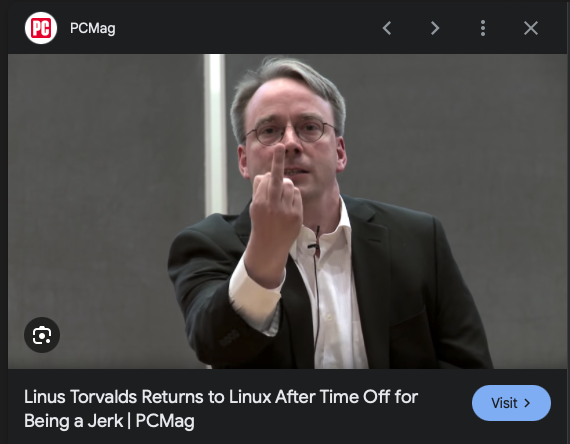 PC
PCMag
Linus Torvalds Returns to Linux After Time Off for
Being a Jerk | PCMag
Visit